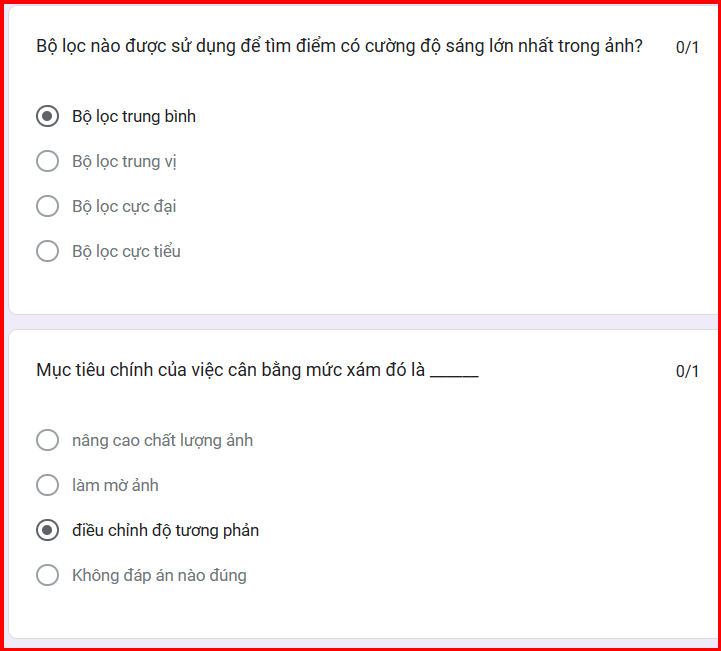 Bộ lọc nào được sử dụng để tìm điểm có cường độ sáng lớn nhất trong ảnh? 0/1
Bộ lọc trung bình
Bộ lọc trung vị
Bộ lọc cực đại
Bộ lọc cực tiểu
Mục tiêu chính của việc cân bằng mức xám đó là ______ 0/1
nâng cao chất lượng ảnh
làm mờ ảnh
điều chỉnh độ tương phản
Không đáp án nào đúng